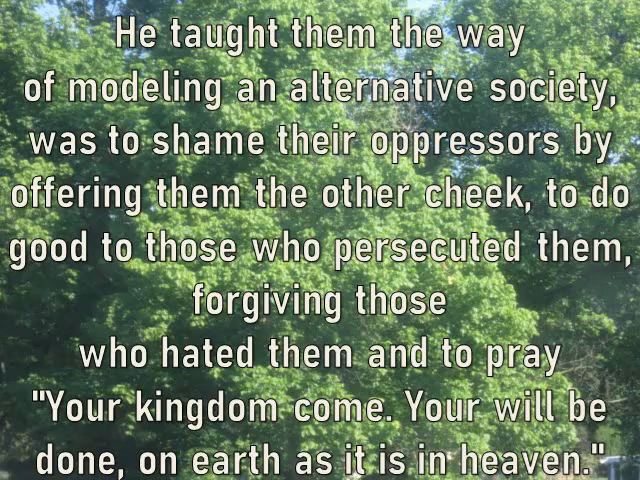 He taught them the way
of modeling an alternative society,
was to shame their oppressors by
offering them the other cheek, to do
good to those who persecuted them,
forgiving those
who hated them and to pray
"Your kingdom come. Your will be
done, on earth as it is in heaven."